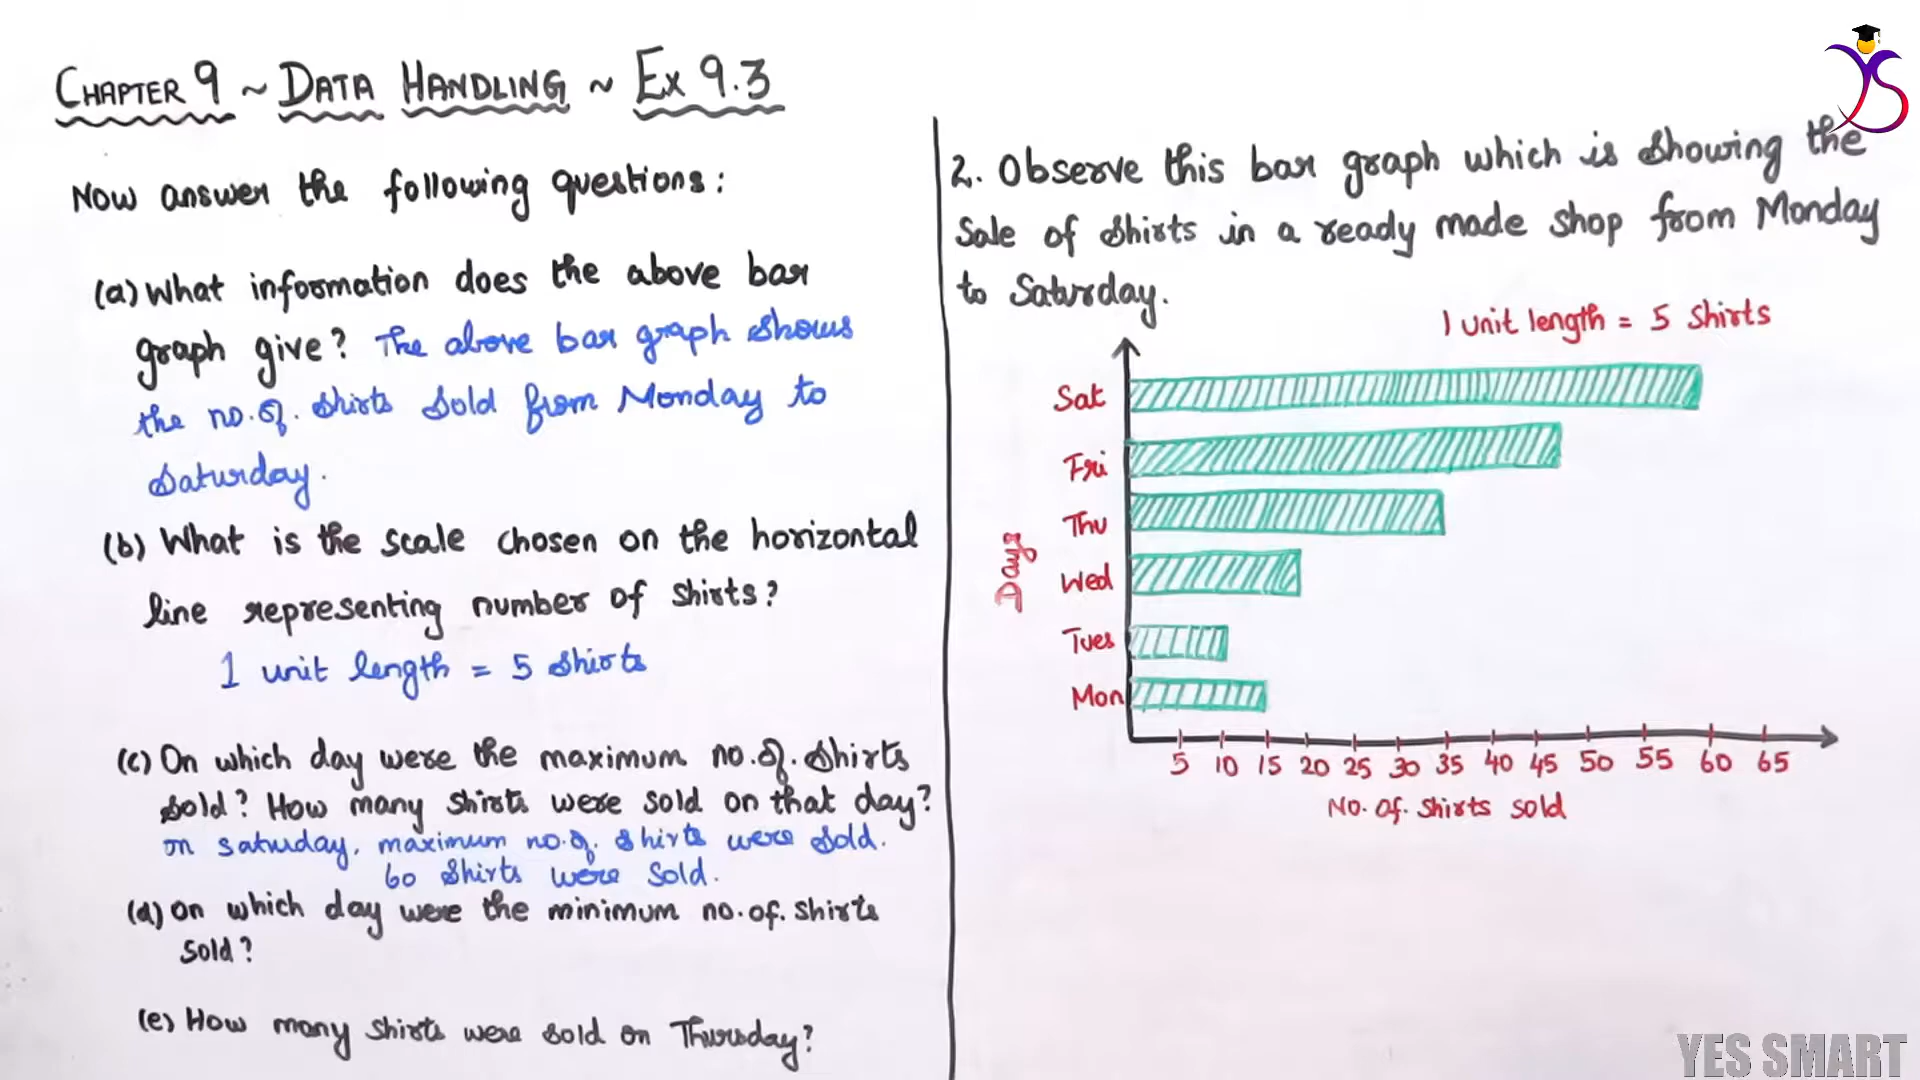 CHAPTER 9 ~ DATA HANDLING ~ Ex 9.3
Now answer the following questions:
(a) What information does the above bar
graph give? The above bar graph shows
the no.of. shirts sold from Monday to
Saturday.
(b) What is the scale chosen on the horizontal
line representing number of shirts?
1 unit length = 5 shirts
(c) On which day were the maximum no.of. shirts
sold? How many shirts were sold on that day?
on saturday, maximum no.of. shirts were sold.
60 shirts were sold.
(d) on which day were the minimum no.of. shirts
sold?
(e) How many shirts were sold on Thursday?
2. Observe this bar graph which is showing the
sale of shirts in a ready made shop from Monday
to Saturday.
1 unit length = 5 shirts
Sat
Fri
Thu
Wed
Tues
Mon
Days
5 10 15 20 25 30 35 40 45 50 55 60 65
No. of. shirts sold
YS
YES SMART